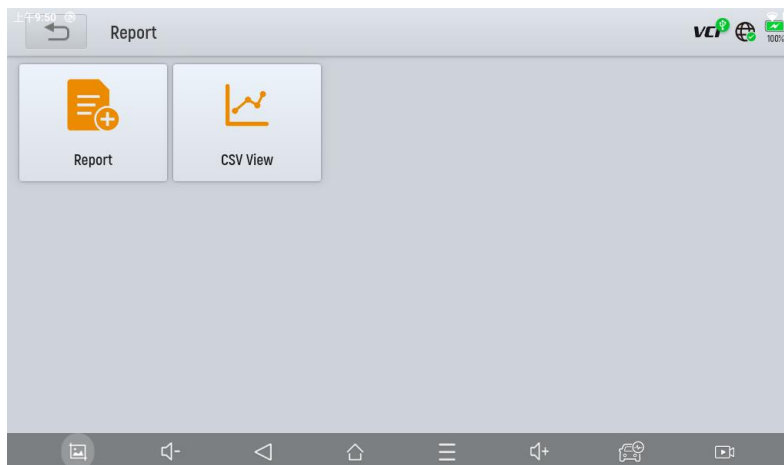 上午9:50
Report
VCI
100%
Report
CSV View